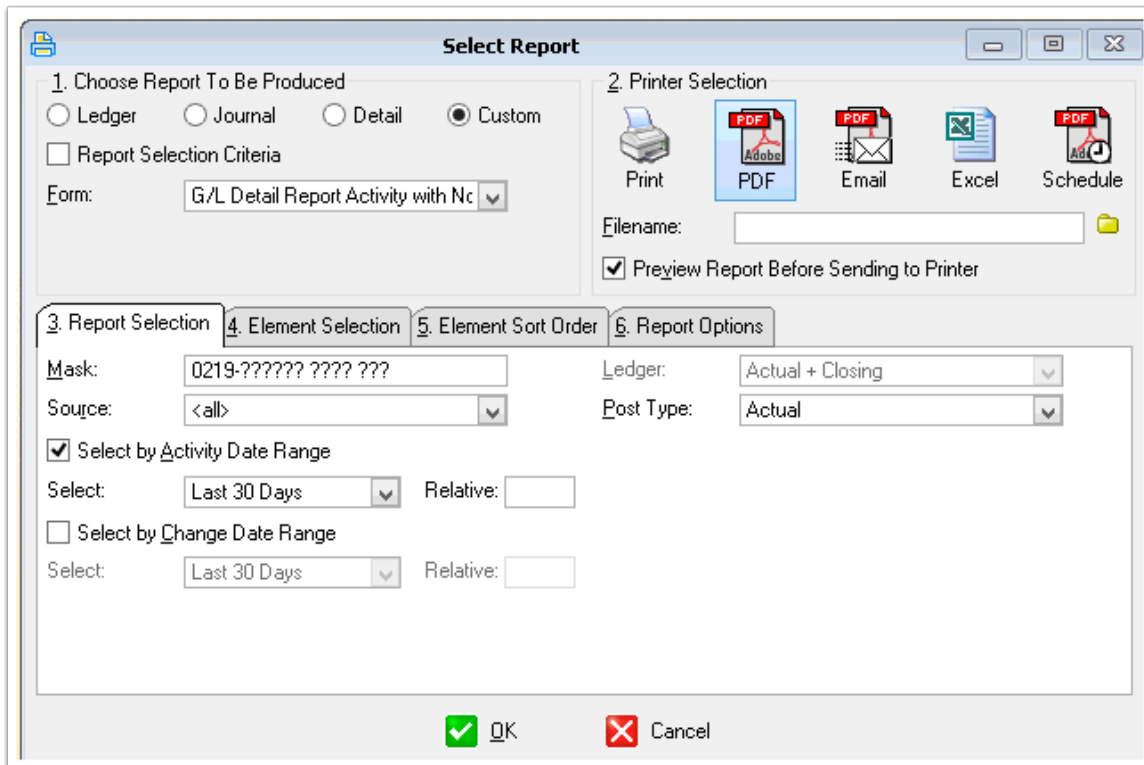 Select Report
1. Choose Report To Be Produced
Ledger Journal Detail Custom
Report Selection Criteria
Form: G/L Detail Report Activity with Nc
2. Printer Selection
PDF Adobe PDF PDF Ad
Print PDF Email Excel Schedule
Filename:
Preview Report Before Sending to Printer
3. Report Selection 4. Element Selection 5. Element Sort Order 6. Report Options
Mask: 0219-?????? ???? ???
Ledger: Actual + Closing
Source: <all>
Post Type: Actual
Select by Activity Date Range
Select: Last 30 Days Relative:
Select by Change Date Range
Select: Last 30 Days Relative:
OK Cancel